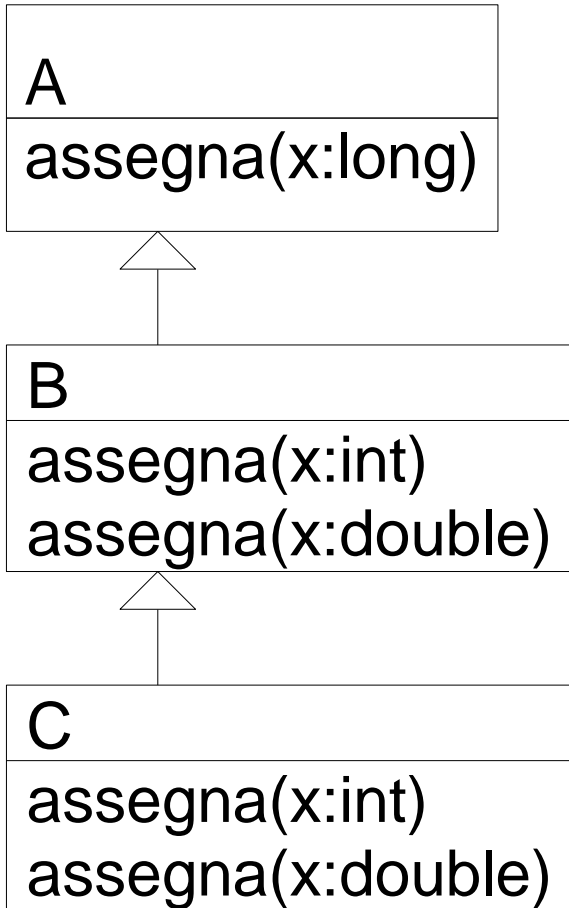 A
assegna(x:long)
B
assegna(x:int)
assegna(x:double)
C
assegna(x:int)
assegna(x:double)